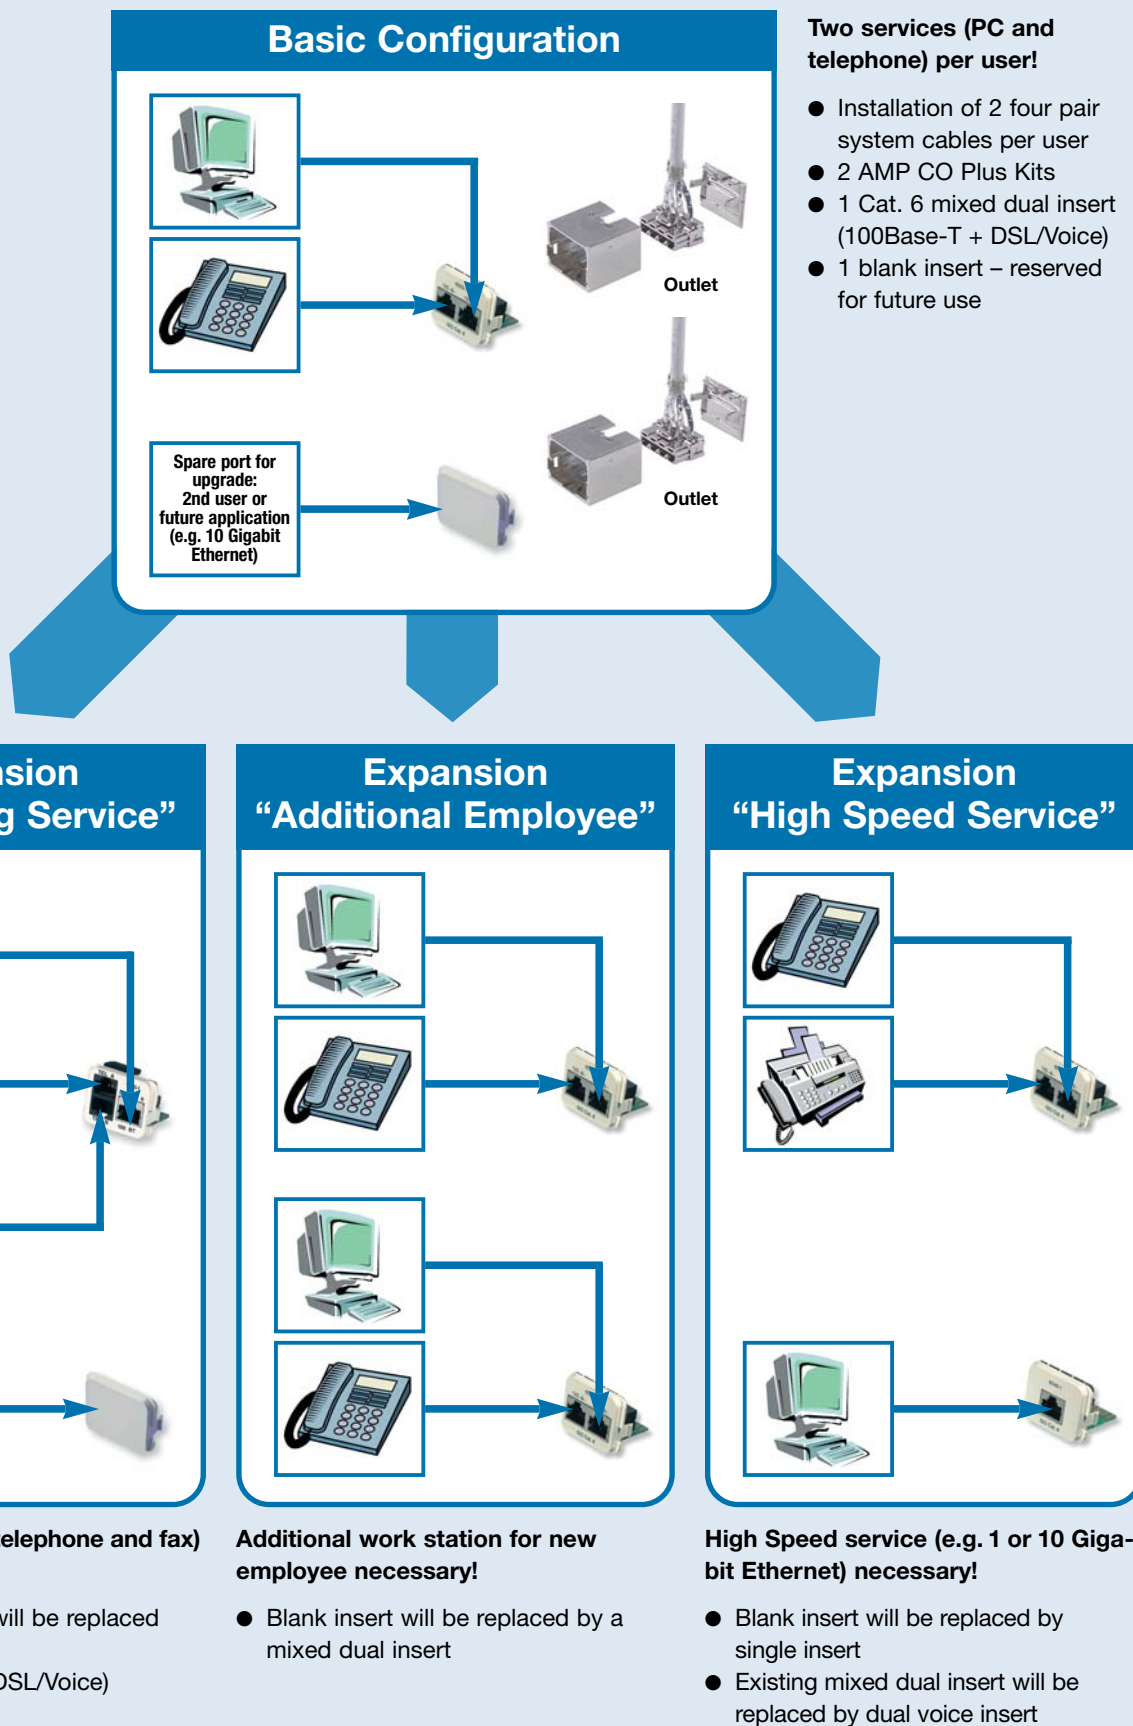 Basic Configuration
Two services (PC and
telephone) per user!
● Installation of 2 four pair
system cables per user
● 2 AMP CO Plus Kits
● 1 Cat. 6 mixed dual insert
(100Base-T + DSL/Voice)
● 1 blank insert – reserved
for future use
Outlet
Outlet
Spare port for
upgrade:
2nd user or
future application
(e.g. 10 Gigabit
Ethernet)
nsion
g Service”
telephone and fax)
will be replaced
DSL/Voice)
Expansion
“Additional Employee”
Additional work station for new
employee necessary!
● Blank insert will be replaced by a
mixed dual insert
Expansion
“High Speed Service”
High Speed service (e.g. 1 or 10 Giga-
bit Ethernet) necessary!
● Blank insert will be replaced by
single insert
● Existing mixed dual insert will be
replaced by dual voice insert